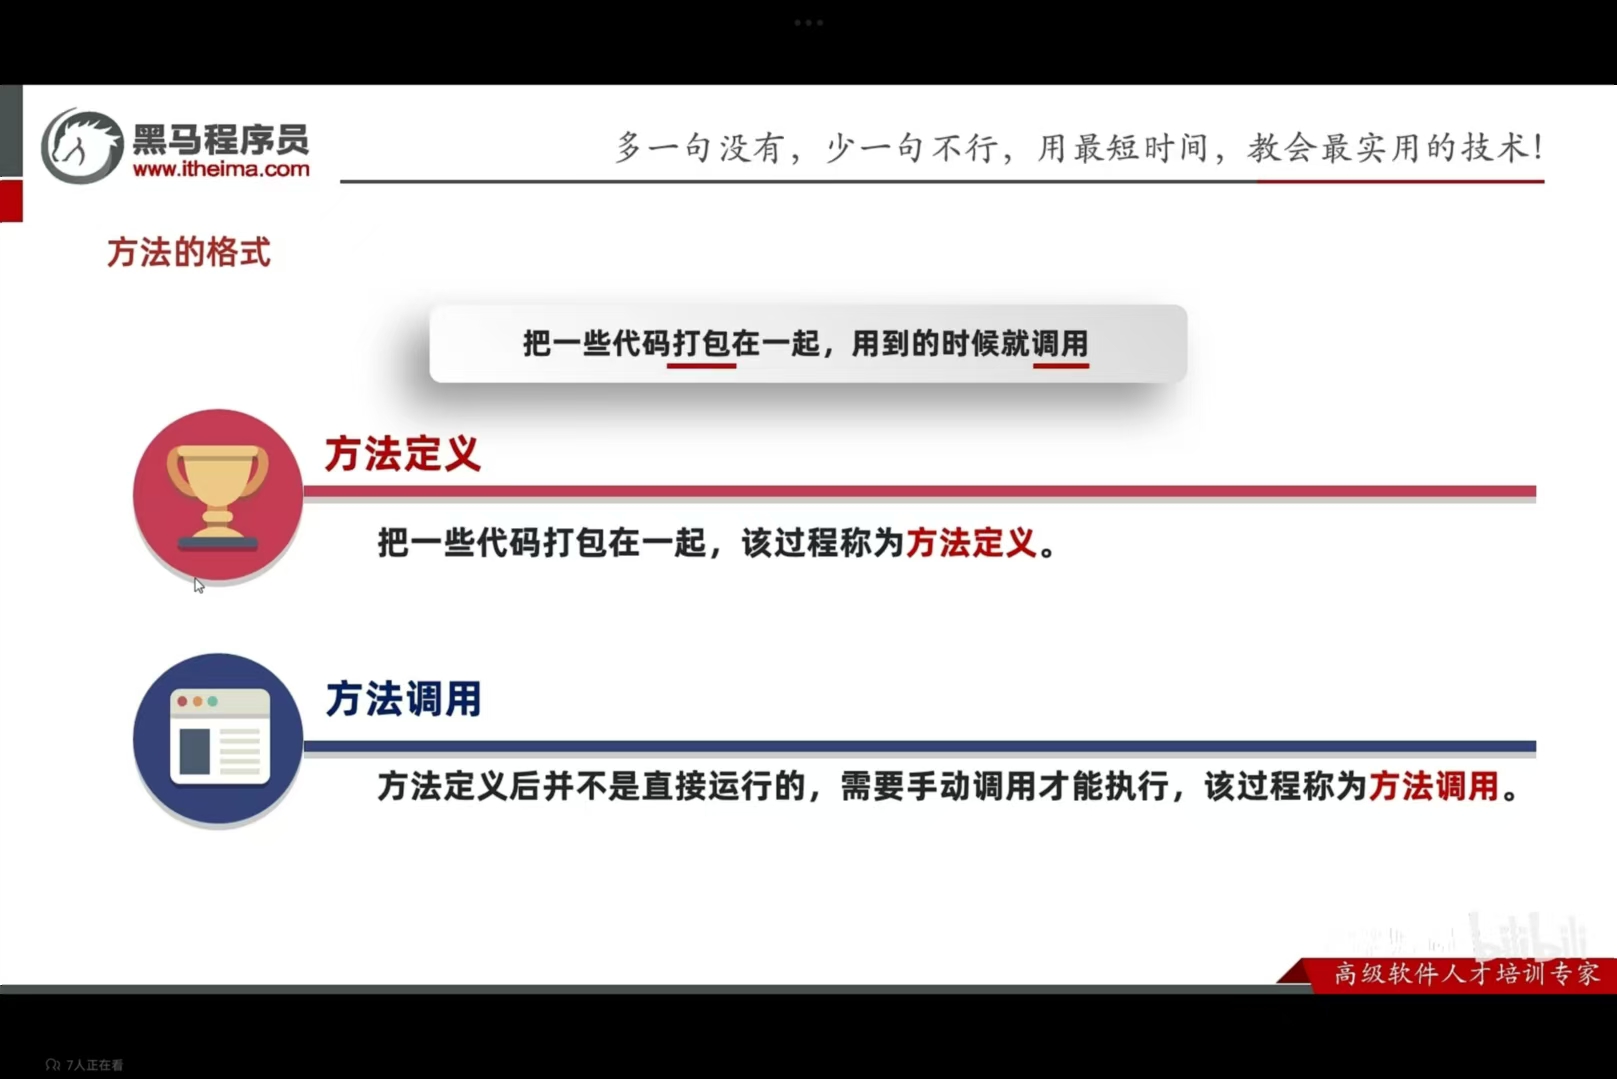 黑马程序员
www.itheima.com
多一句没有，少一句不行，用最短时间，教会最实用的技术！
方法的格式
把一些代码打包在一起，用到的时候就调用
方法定义
把一些代码打包在一起，该过程称为方法定义。
方法调用
方法定义后并不是直接运行的，需要手动调用才能执行，该过程称为方法调用。
bilibili
高级软件人才培训专家
7人正在看